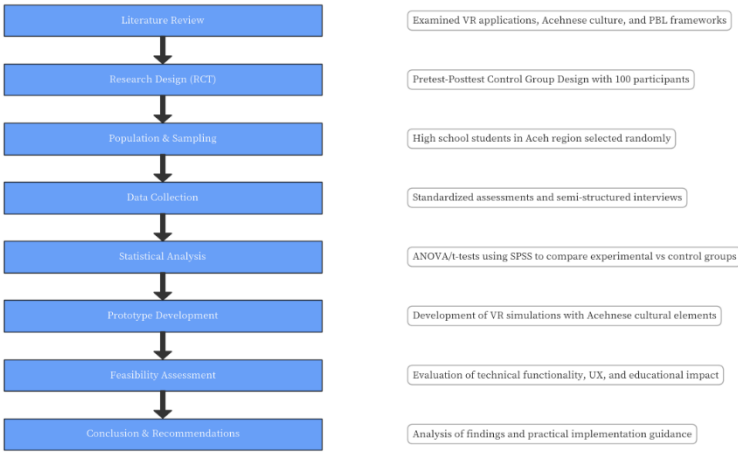 Literature Review
Examined VR applications, Acehnese culture, and PBL frameworks
Research Design (RCT)
Pretest-Posttest Control Group Design with 100 participants
Population & Sampling
High school students in Aceh region selected randomly
Data Collection
Standardized assessments and semi-structured interviews
Statistical Analysis
ANOVA/t-tests using SPSS to compare experimental vs control groups
Prototype Development
Development of VR simulations with Acehnese cultural elements
Feasibility Assessment
Evaluation of technical functionality, UX, and educational impact
Conclusion & Recommendations
Analysis of findings and practical implementation guidance